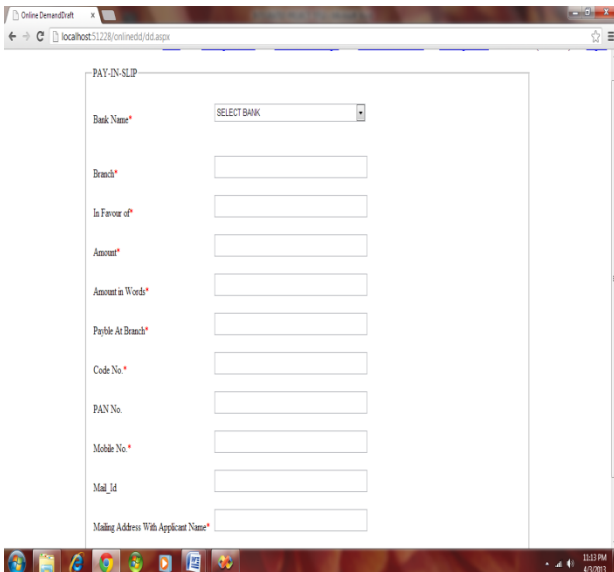 Online DemandDraft
localhost:51228/onlinedd/dd.aspx
PAY-IN-SLIP
Bank Name*
SELECT BANK
Branch*
In Favour of*
Amount*
Amount in Words*
Payble At Branch*
Code No.*
PAN No.
Mobile No.*
Mail_Id
Mailing Address With Applicant Name*
11:13 PM
4/3/2013